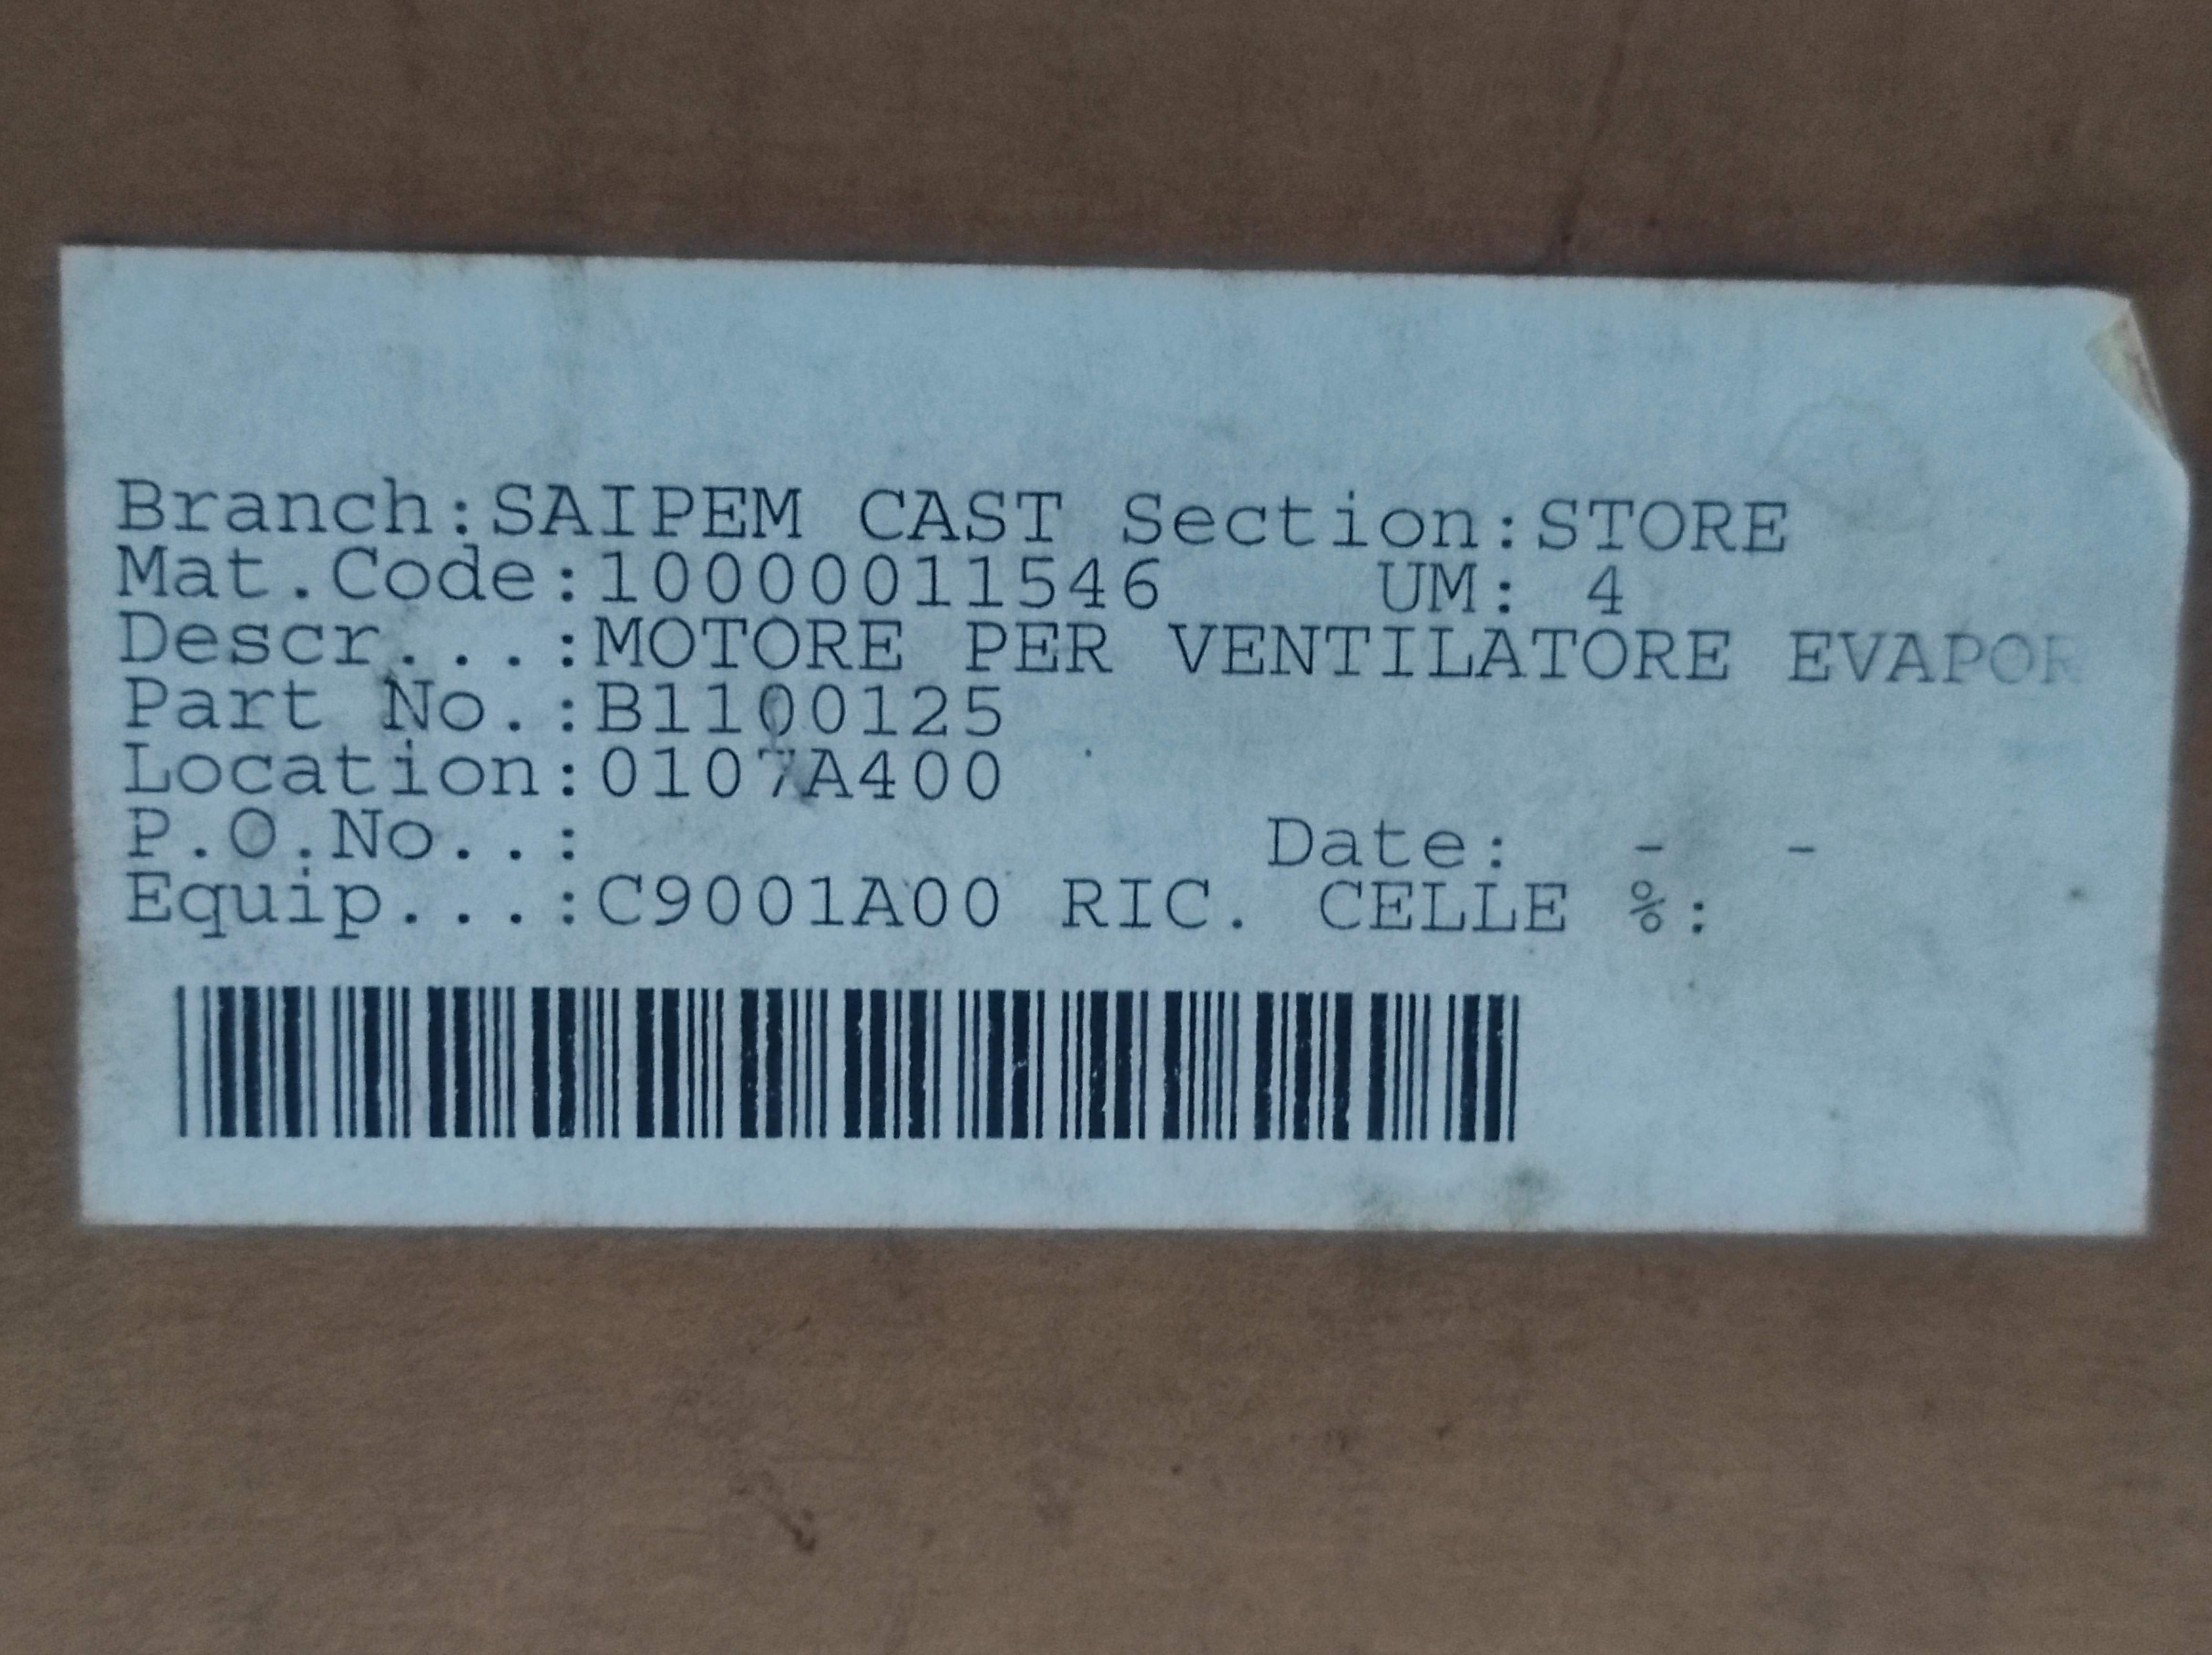 Branch:SAIPEM CAST Section:STORE
Mat.Code:10000011546 UM: 4
Descr...:MOTORE PER VENTILATORE EVAPOR
Part No.:B1100125
Location:0107A400
P.O.No..: Date: - -
Equip...:C9001A00 RIC. CELLE %: